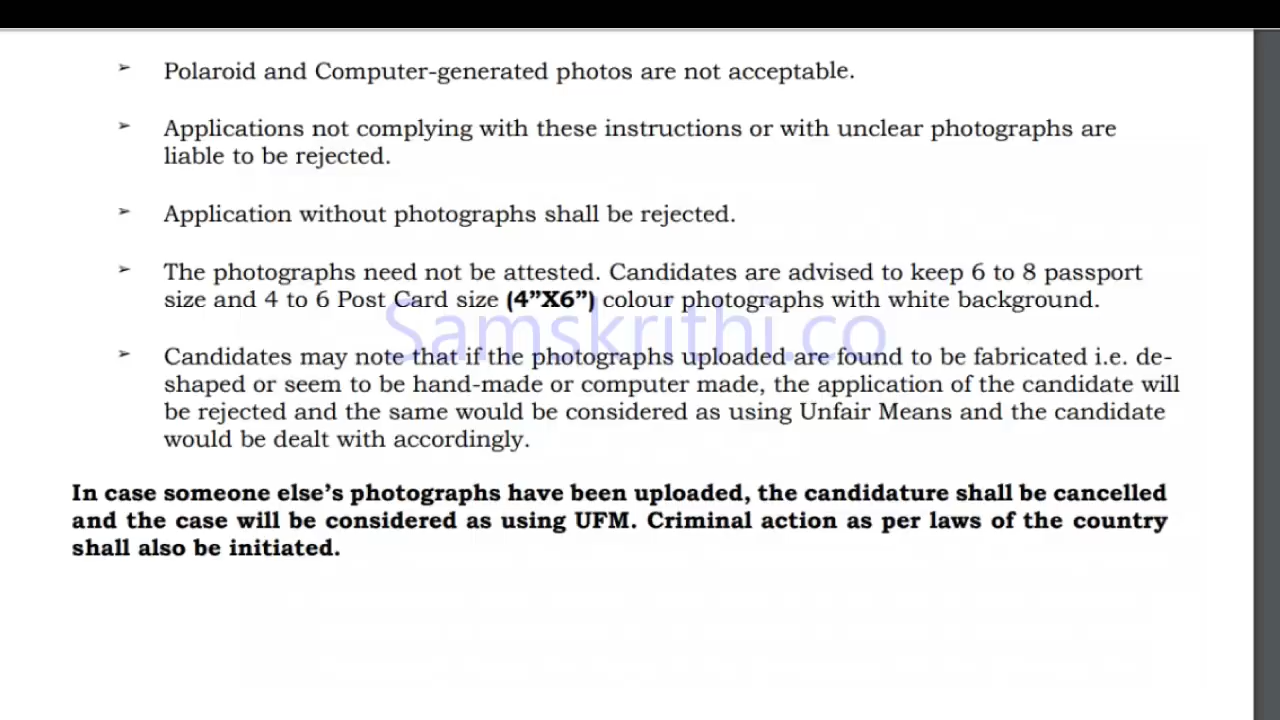 ➢ Polaroid and Computer-generated photos are not acceptable.
➢ Applications not complying with these instructions or with unclear photographs are
liable to be rejected.
➢ Application without photographs shall be rejected.
➢ The photographs need not be attested. Candidates are advised to keep 6 to 8 passport
size and 4 to 6 Post Card size (4”X6”) colour photographs with white background.
Samskrithi.co
➢ Candidates may note that if the photographs uploaded are found to be fabricated i.e. de-
shaped or seem to be hand-made or computer made, the application of the candidate will
be rejected and the same would be considered as using Unfair Means and the candidate
would be dealt with accordingly.
In case someone else’s photographs have been uploaded, the candidature shall be cancelled
and the case will be considered as using UFM. Criminal action as per laws of the country
shall also be initiated.